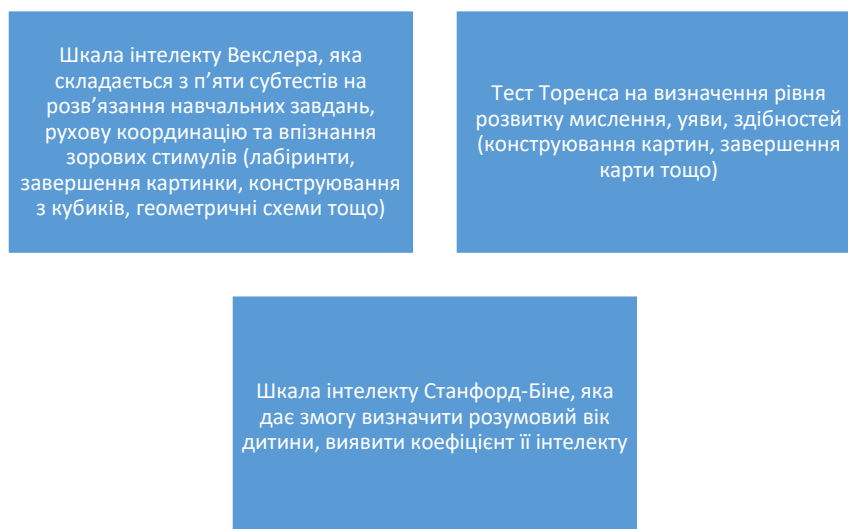 Шкала інтелекту Векслера, яка
складається з п’яти субтестів на
розв’язання навчальних завдань,
рухову координацію та впізнання
зорових стимулів (лабіринти,
завершення картинки, конструювання
з кубиків, геометричні схеми тощо)
Тест Торенса на визначення рівня
розвитку мислення, уяви, здібностей
(конструювання картин, завершення
карти тощо)
Шкала інтелекту Станфорд-Біне, яка
дає змогу визначити розумовий вік
дитини, виявити коефіцієнт її інтелекту